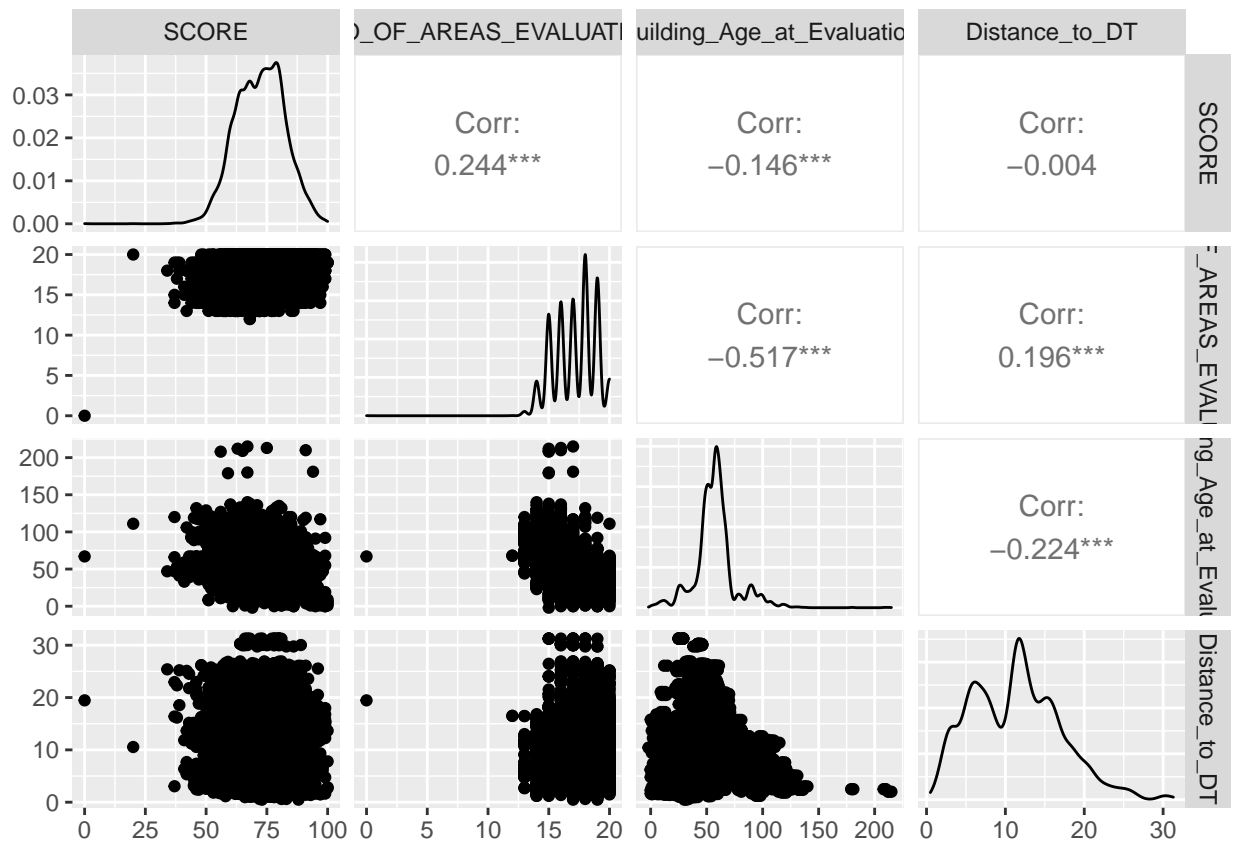 SCORE
O_OF_AREAS_EVALUATI
uilding_Age_at_Evaluatio
Distance_to_DT
0.03
0.02
0.01
0.00
Corr:
0.244***
Corr:
−0.146***
Corr:
−0.004
SCORE
20
15
10
5
0
Corr:
−0.517***
Corr:
0.196***
_AREAS_EVAL
200
150
100
50
0
Corr:
−0.224***
ng_Age_at_Eval
30
20
10
0
Distance_to_DT
0 25 50 75 100
0 5 10 15 20
0 50 100 150 200
0 10 20 30